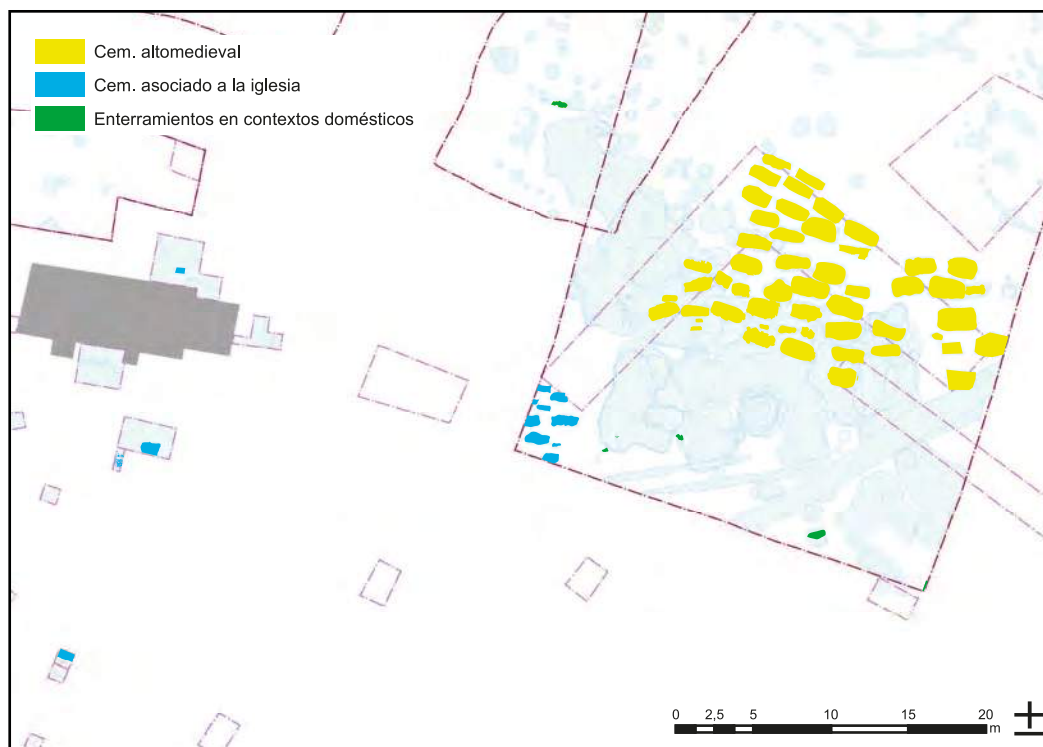 Cem. altomedieval
Cem. asociado a la iglesia
Enterramientos en contextos domésticos
0 2,5 5 10 15 20
m